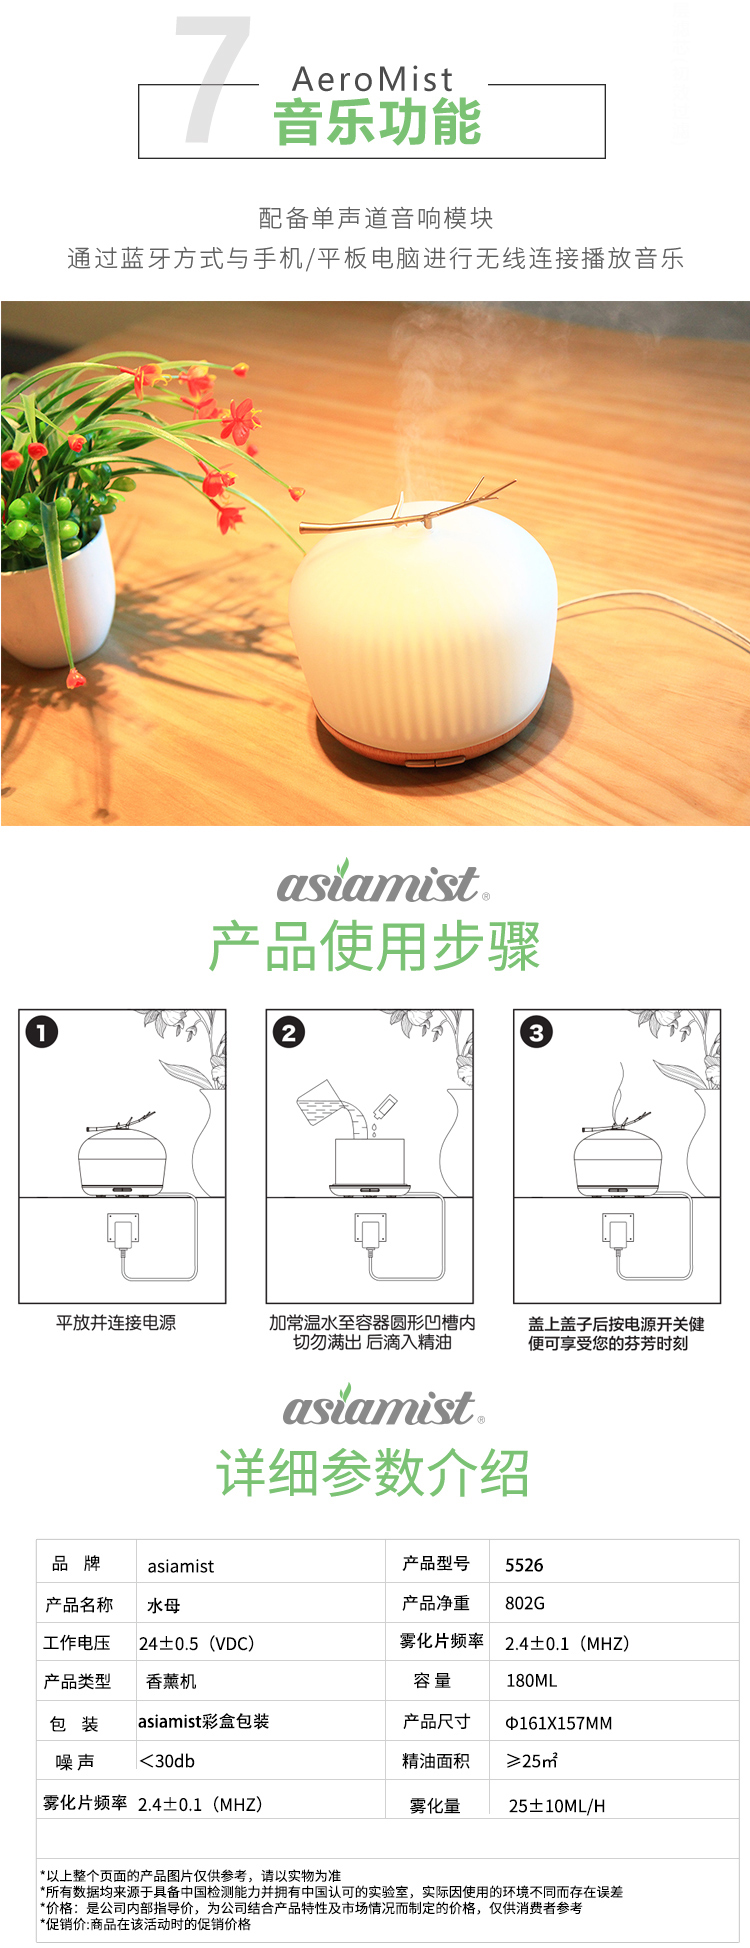 7
AeroMist
音乐功能
配备单声道音响模块
通过蓝牙方式与手机/平板电脑进行无线连接播放音乐
asiamist®
产品使用步骤
1
2
3
平放并连接电源
加常温水至容器圆形凹槽内
切勿满出 后滴入精油
盖上盖子后按电源开关健
便可享受您的芬芳时刻
asiamist®
详细参数介绍
品 牌 asiamist 产品型号 5526
产品名称 水母 产品净重 802G
工作电压 24±0.5（VDC） 雾化片频率 2.4±0.1（MHZ）
产品类型 香薰机 容 量 180ML
包 装 asiamist彩盒包装 产品尺寸 Φ161X157MM
噪 声 ＜30db 精油面积 ≥25㎡
雾化片频率 2.4±0.1（MHZ） 雾化量 25±10ML/H
*以上整个页面的产品图片仅供参考，请以实物为准
*所有数据均来源于具备中国检测能力并拥有中国认可的实验室，实际因使用的环境不同而存在误差
*价格：是公司内部指导价，为公司结合产品特性及市场情况而制定的价格，仅供消费者参考
*促销价:商品在该活动时的促销价格